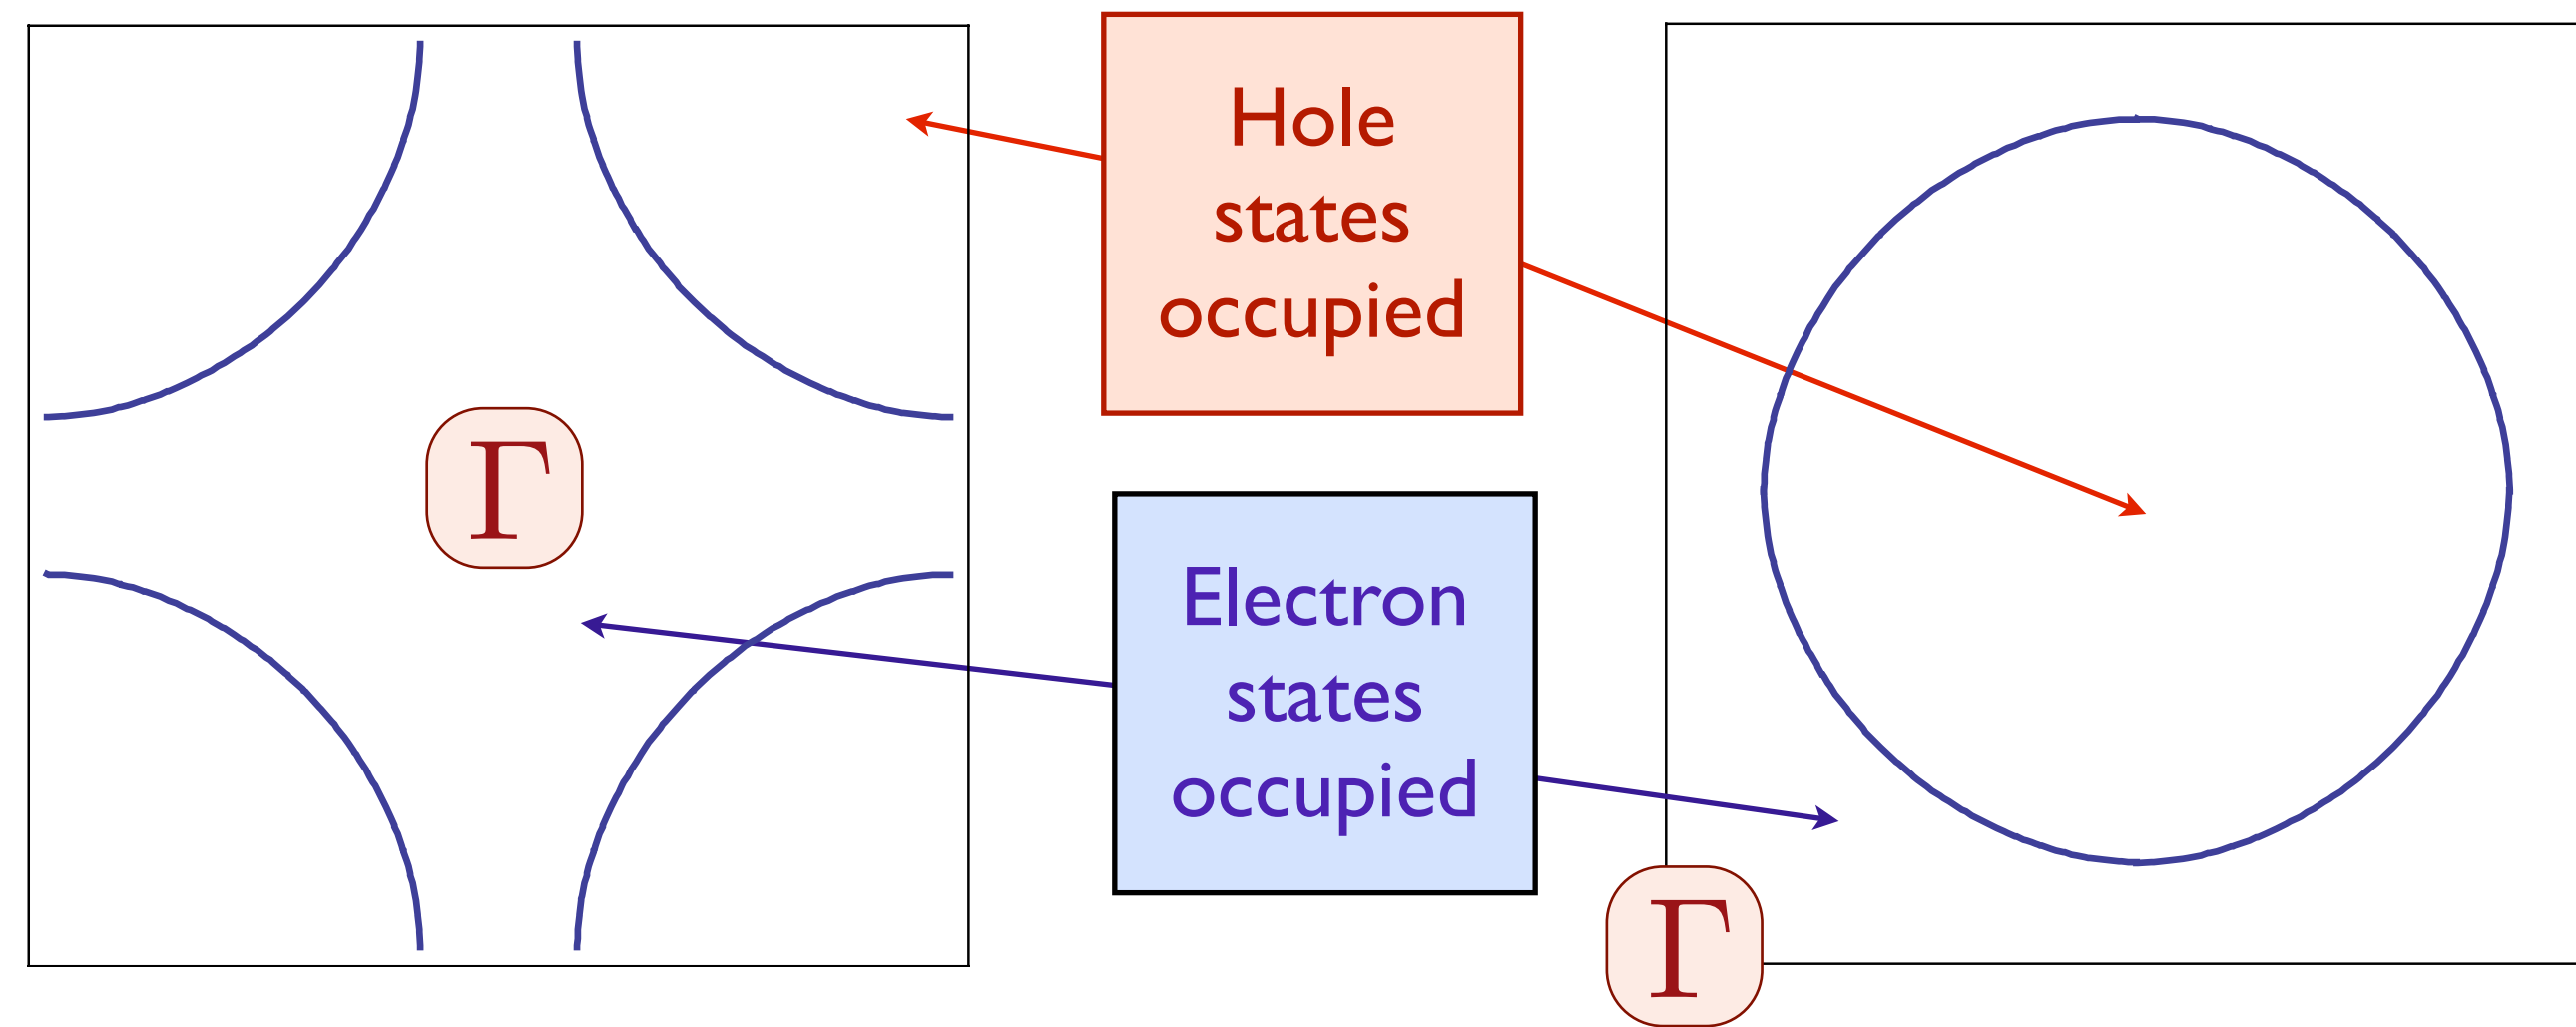 Hole
states
occupied
Γ
Electron
states
occupied
Γ